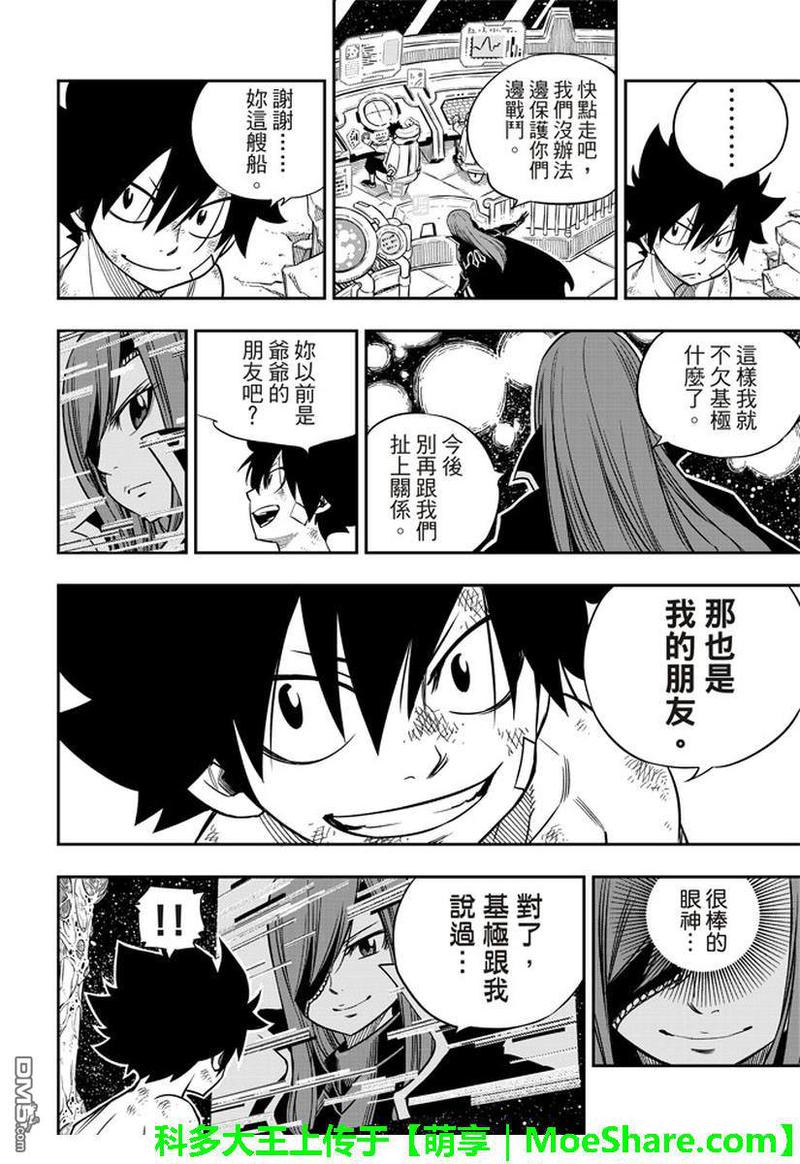 ………
快點走吧，
我們沒辦法
邊保護你們
邊戰鬥。
謝謝……
妳這艘船。
這樣我就
不欠基極
什麼了。
今後
別再跟我們
扯上關係。
妳以前是
爺爺的
朋友吧？
那也是
我的朋友。
很棒的
眼神…
對了，
基極跟我
說過…
!!
DM5.com
科多大王上传于【萌享｜MoeShare.com】